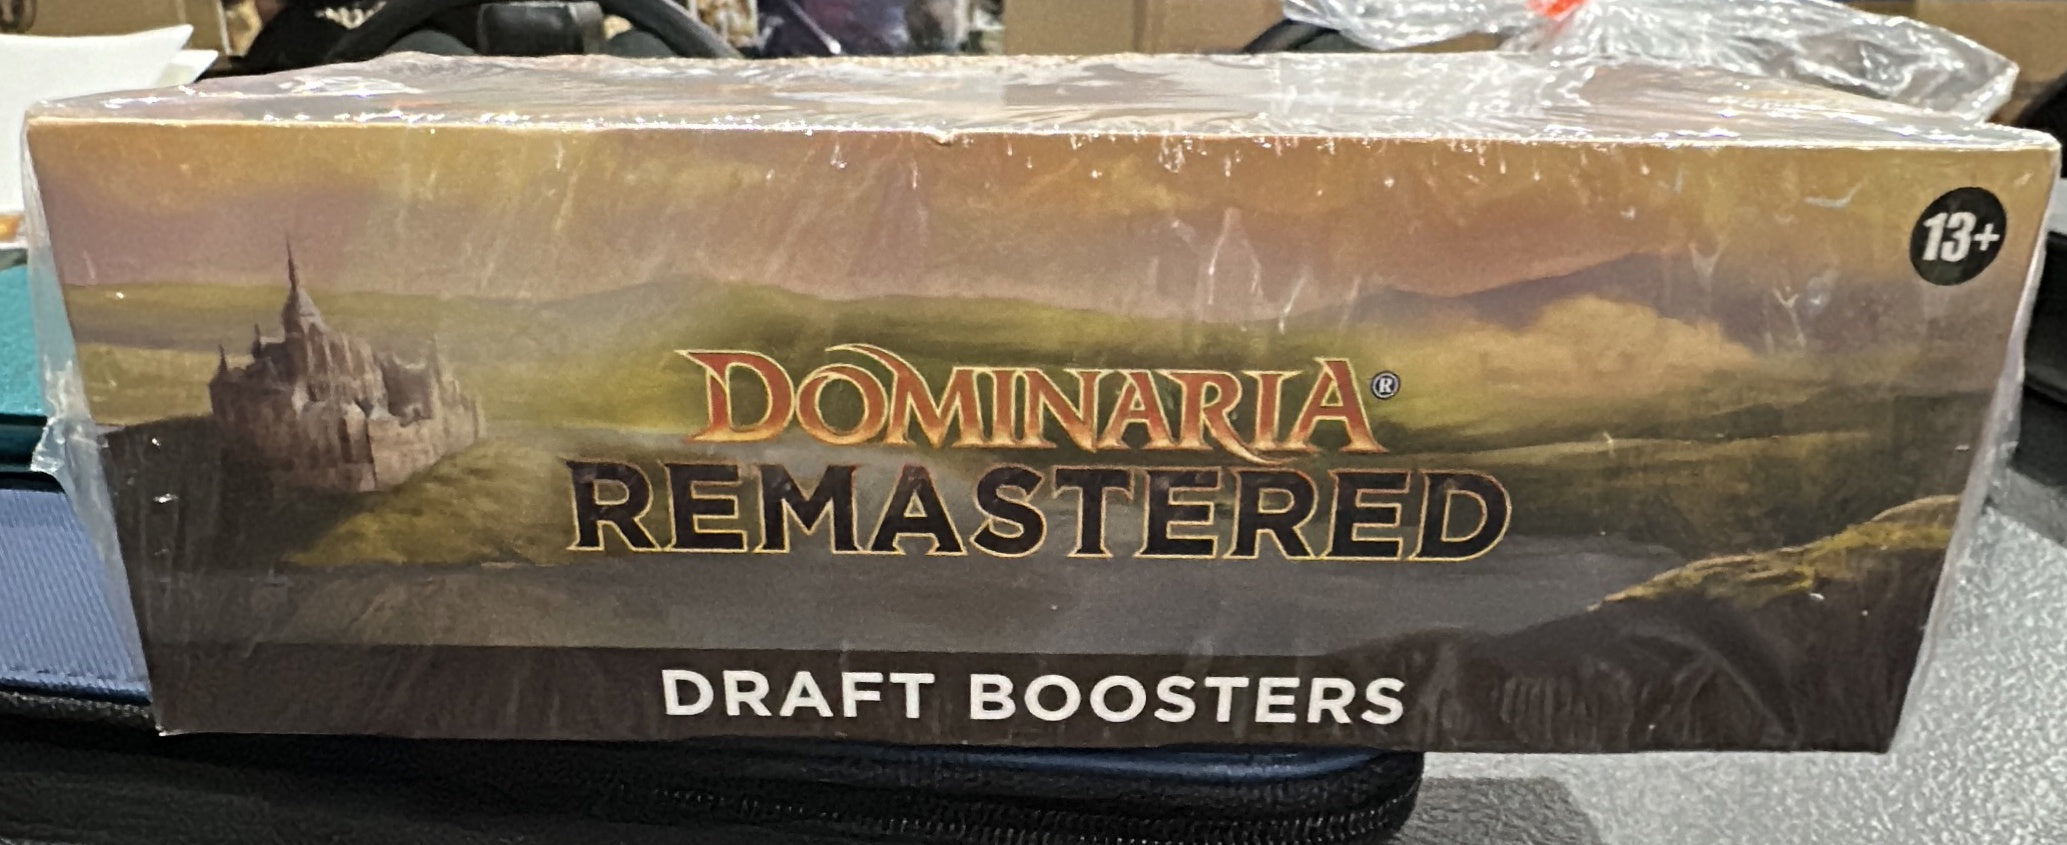 13+
DOMINARIA®
REMASTERED
DRAFT BOOSTERS